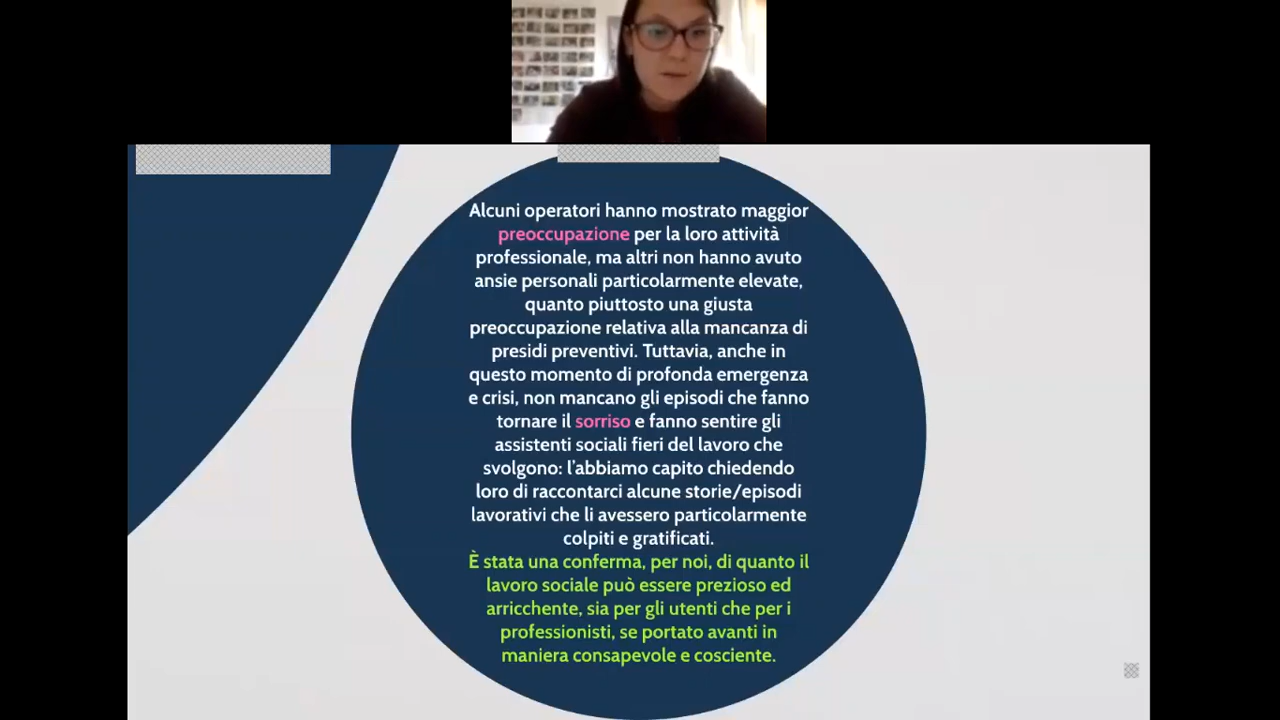 Alcuni operatori hanno mostrato maggior
preoccupazione per la loro attività
professionale, ma altri non hanno avuto
ansie personali particolarmente elevate,
quanto piuttosto una giusta
preoccupazione relativa alla mancanza di
presidi preventivi. Tuttavia, anche in
questo momento di profonda emergenza
e crisi, non mancano gli episodi che fanno
tornare il sorriso e fanno sentire gli
assistenti sociali fieri del lavoro che
svolgono: l'abbiamo capito chiedendo
loro di raccontarci alcune storie/episodi
lavorativi che li avessero particolarmente
colpiti e gratificati.
È stata una conferma, per noi, di quanto il
lavoro sociale può essere prezioso ed
arricchente, sia per gli utenti che per i
professionisti, se portato avanti in
maniera consapevole e cosciente.